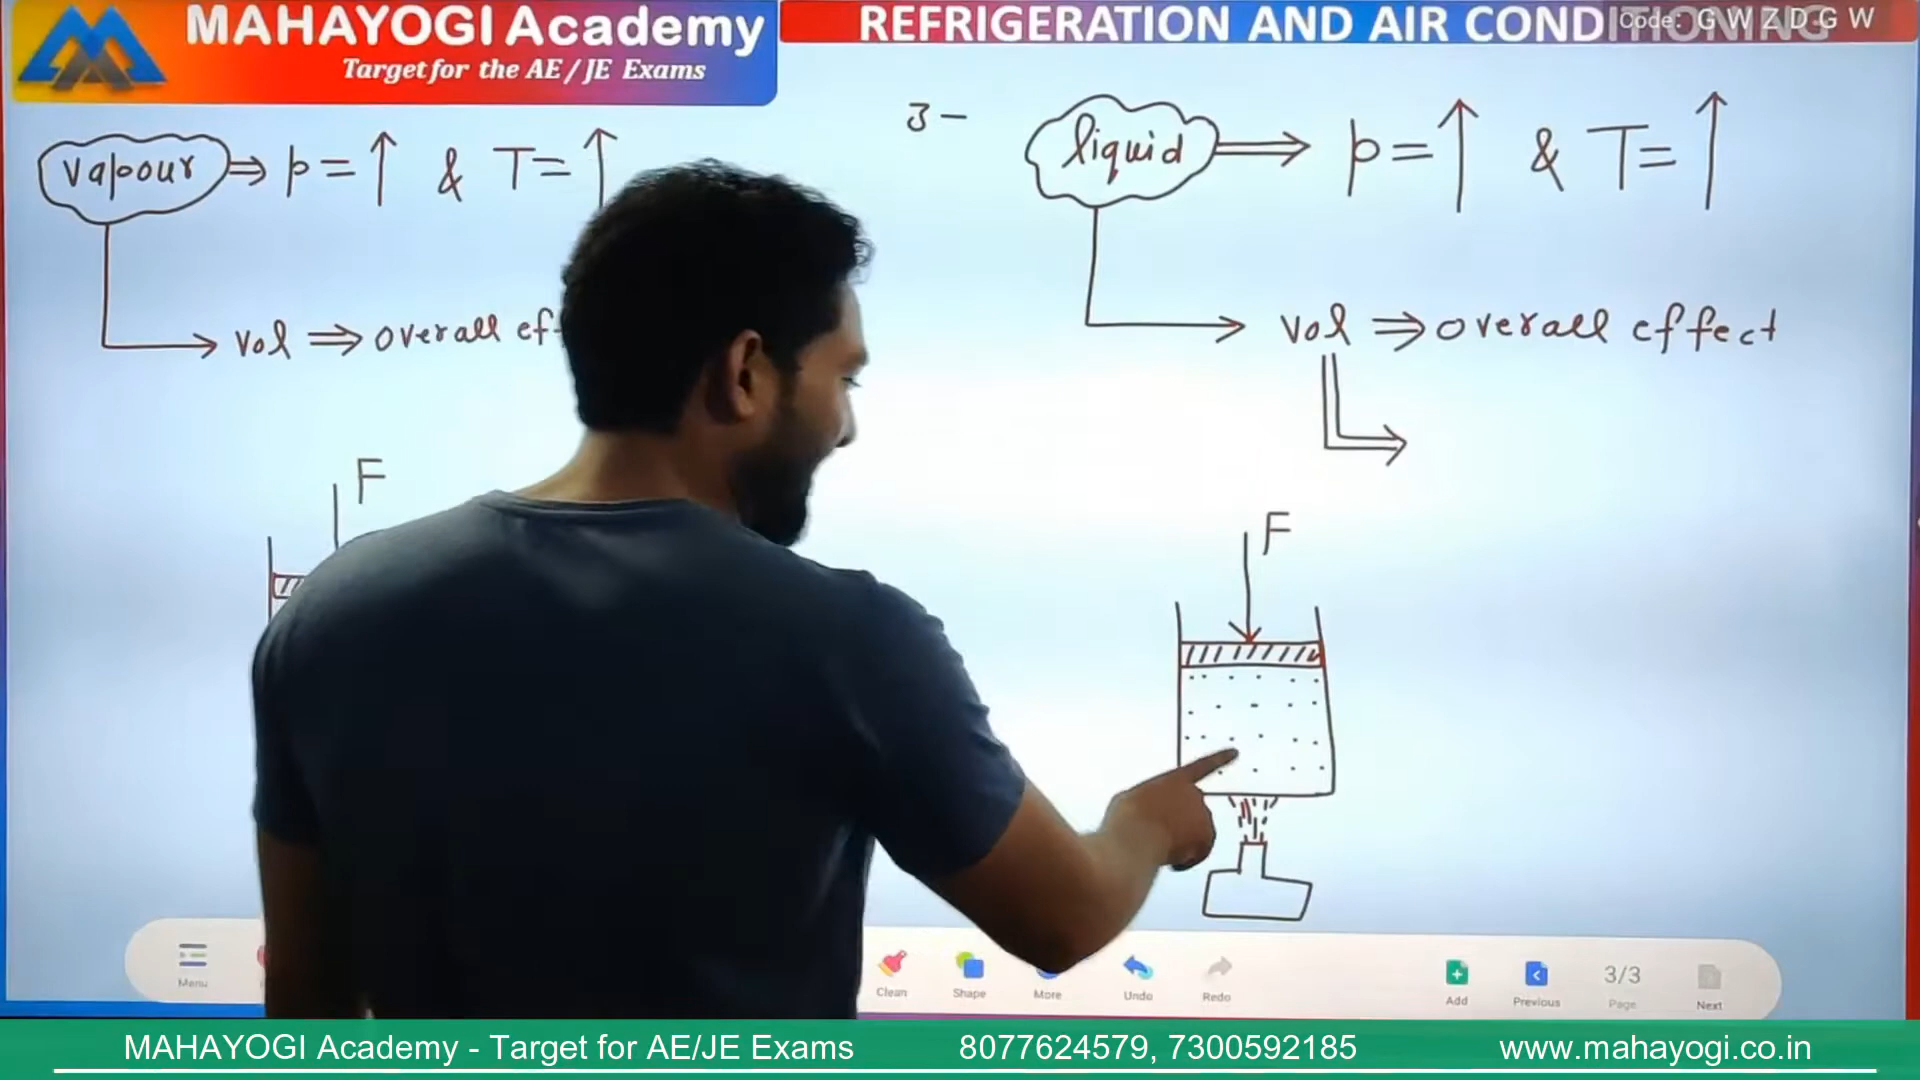 MAHAYOGI Academy
Target for the AE/JE Exams
REFRIGERATION AND AIR CONDITIONING
Code: G W Z D G W
vapour ⇒ p = ↑ & T = ↑
vol ⇒ overall ef
F
3 -
liquid ⇒ p = ↑ & T = ↑
vol ⇒ overall effect
F
Menu
Clean
Shape
More
Undo
Redo
Add
Previous
3/3
Page
Next
MAHAYOGI Academy - Target for AE/JE Exams
8077624579, 7300592185
www.mahayogi.co.in